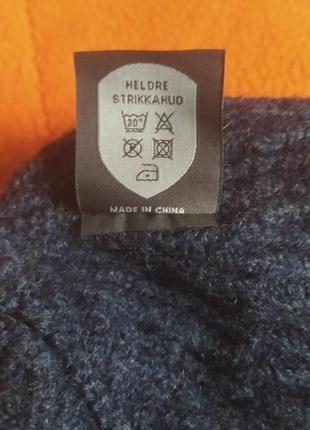 HELDRE
STRIKKAHUO
30°
MADE IN CHINA